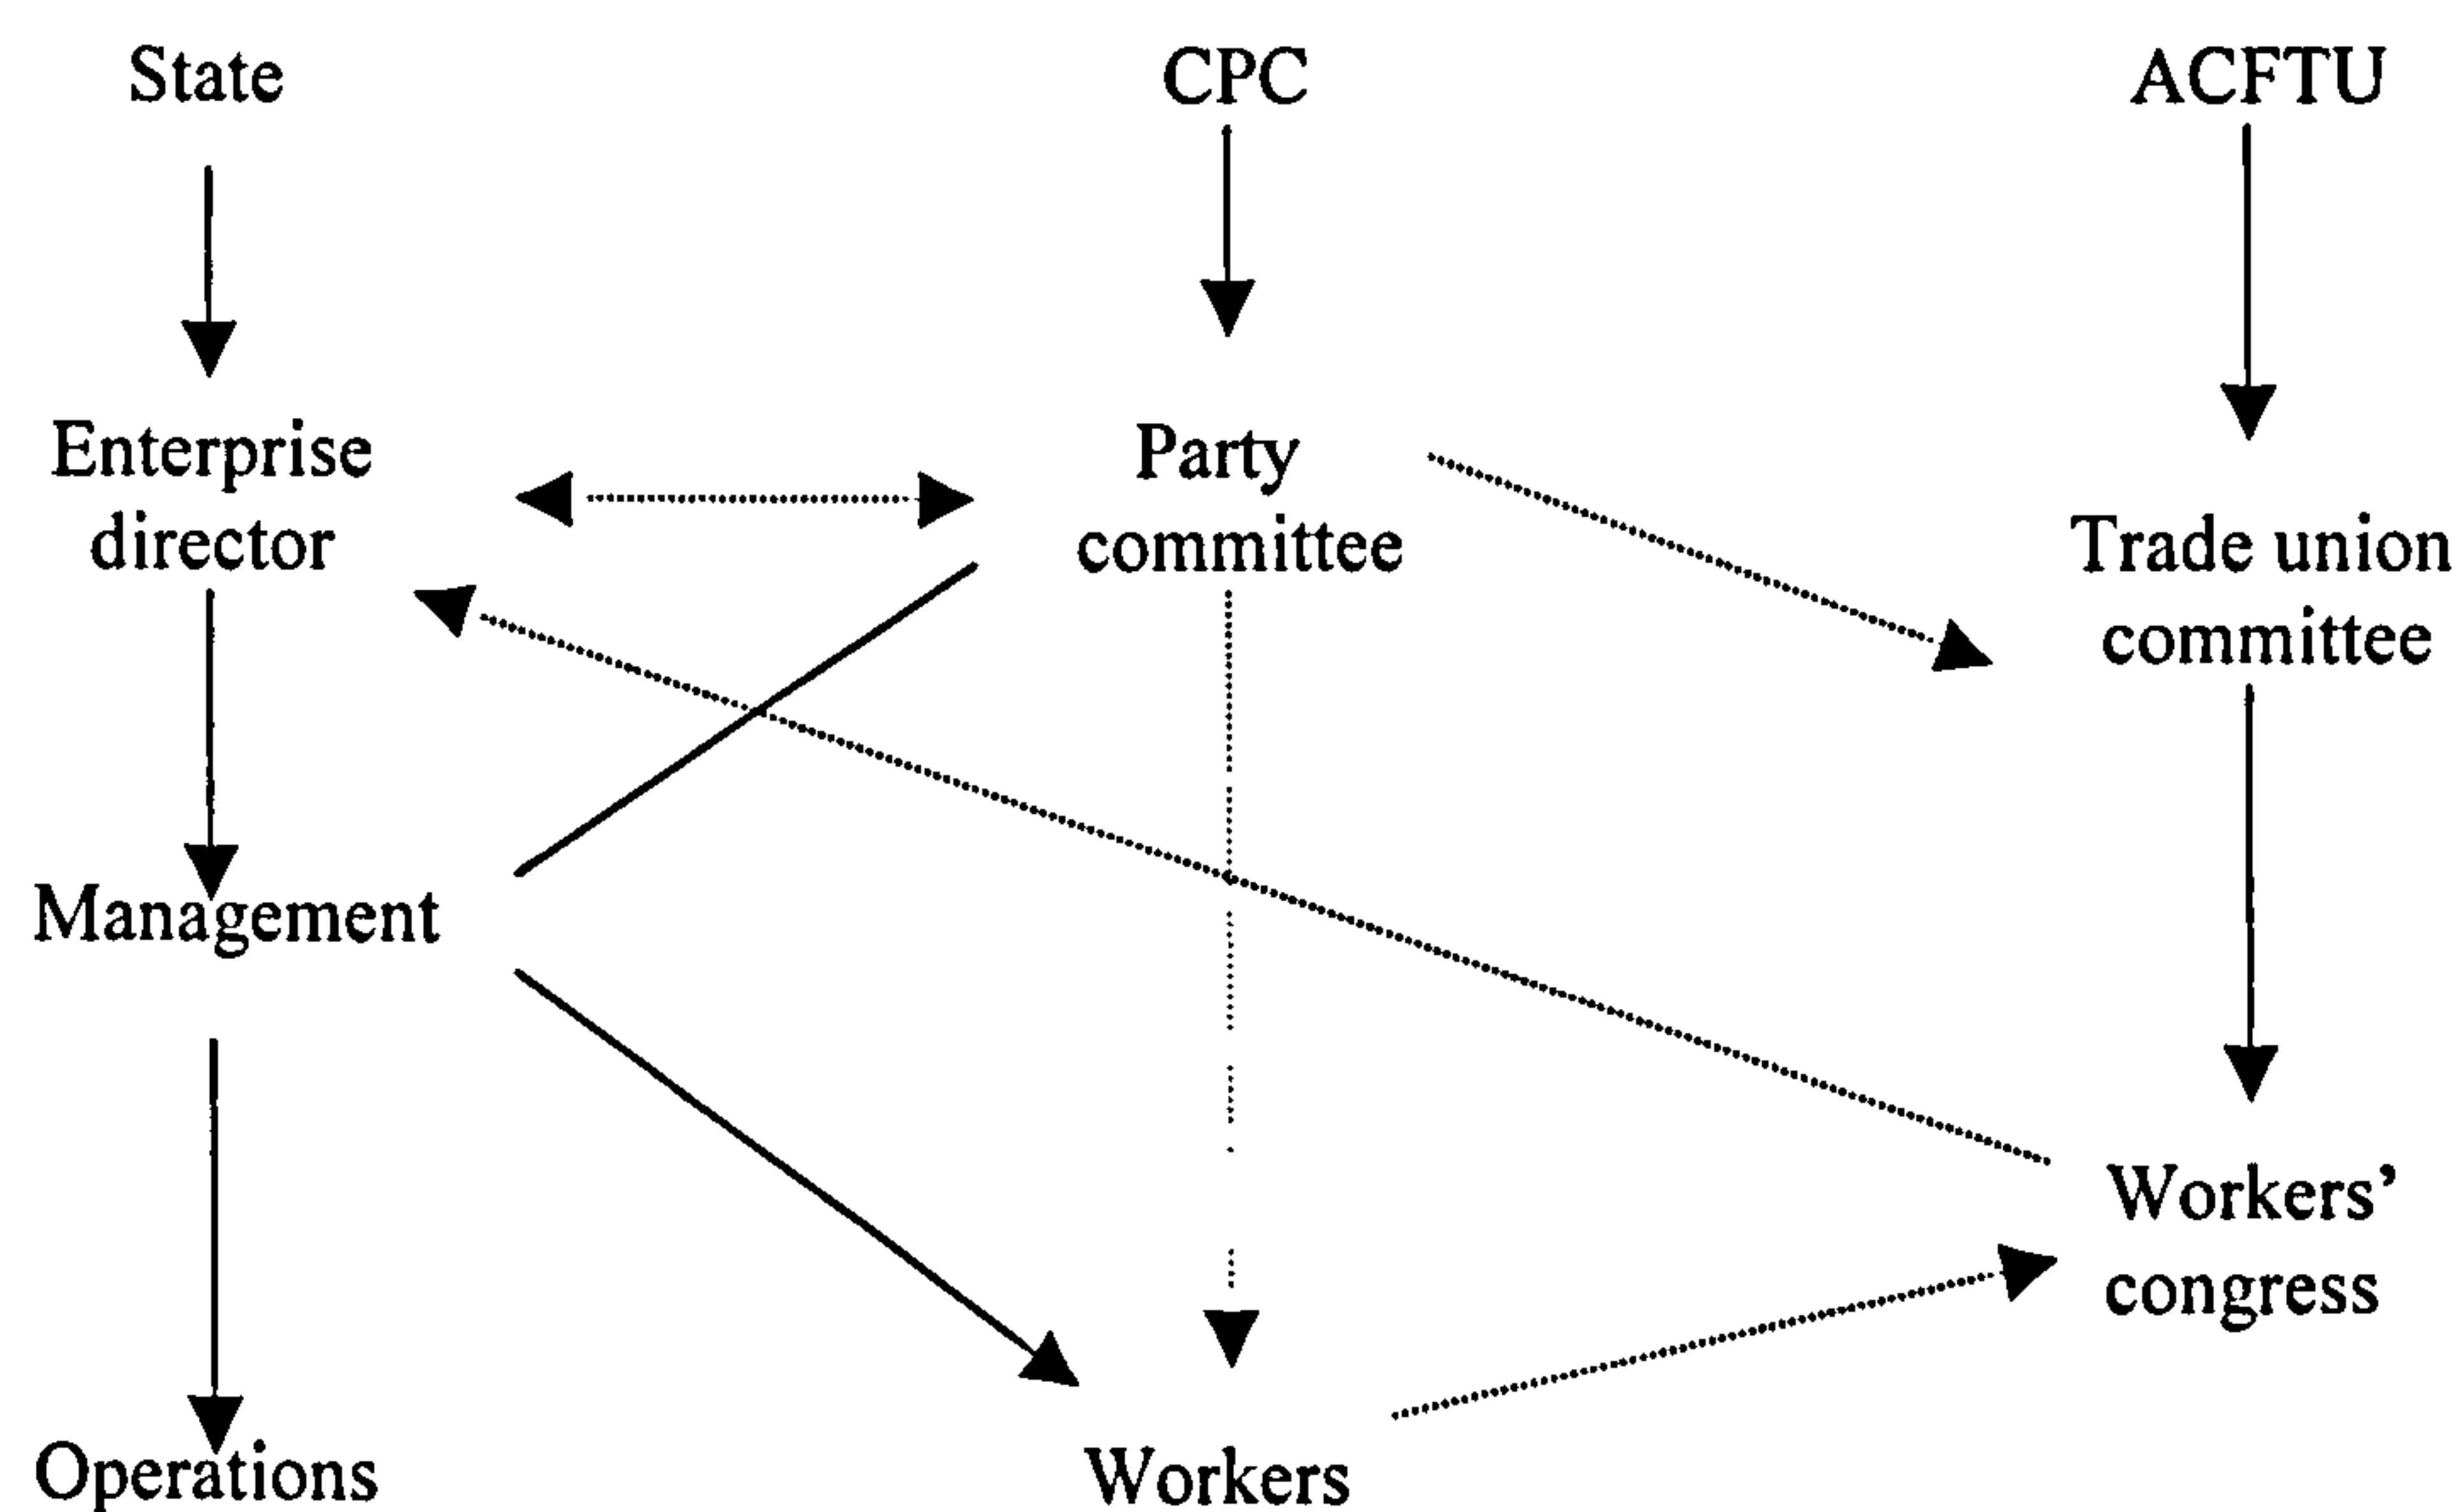 State
CPC
ACFTU
Enterprise
director
Party
committee
Trade union
committee
Management
Workers’
congress
Operations
Workers